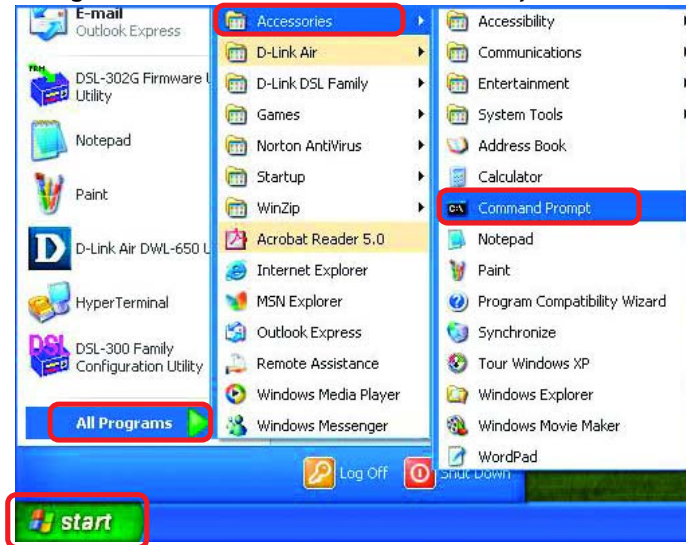 E-mail
Outlook Express
DSL-302G Firmware U
Utility
Notepad
Paint
D-Link Air DWL-650 U
HyperTerminal
DSL-300 Family
Configuration Utility
All Programs
Accessories
D-Link Air
D-Link DSL Family
Games
Norton AntiVirus
Startup
WinZip
Acrobat Reader 5.0
Internet Explorer
MSN Explorer
Outlook Express
Remote Assistance
Windows Media Player
Windows Messenger
Accessibility
Communications
Entertainment
System Tools
Address Book
Calculator
Command Prompt
Notepad
Paint
Program Compatibility Wizard
Synchronize
Tour Windows XP
Windows Explorer
Windows Movie Maker
WordPad
Log Off
Shut Down
start